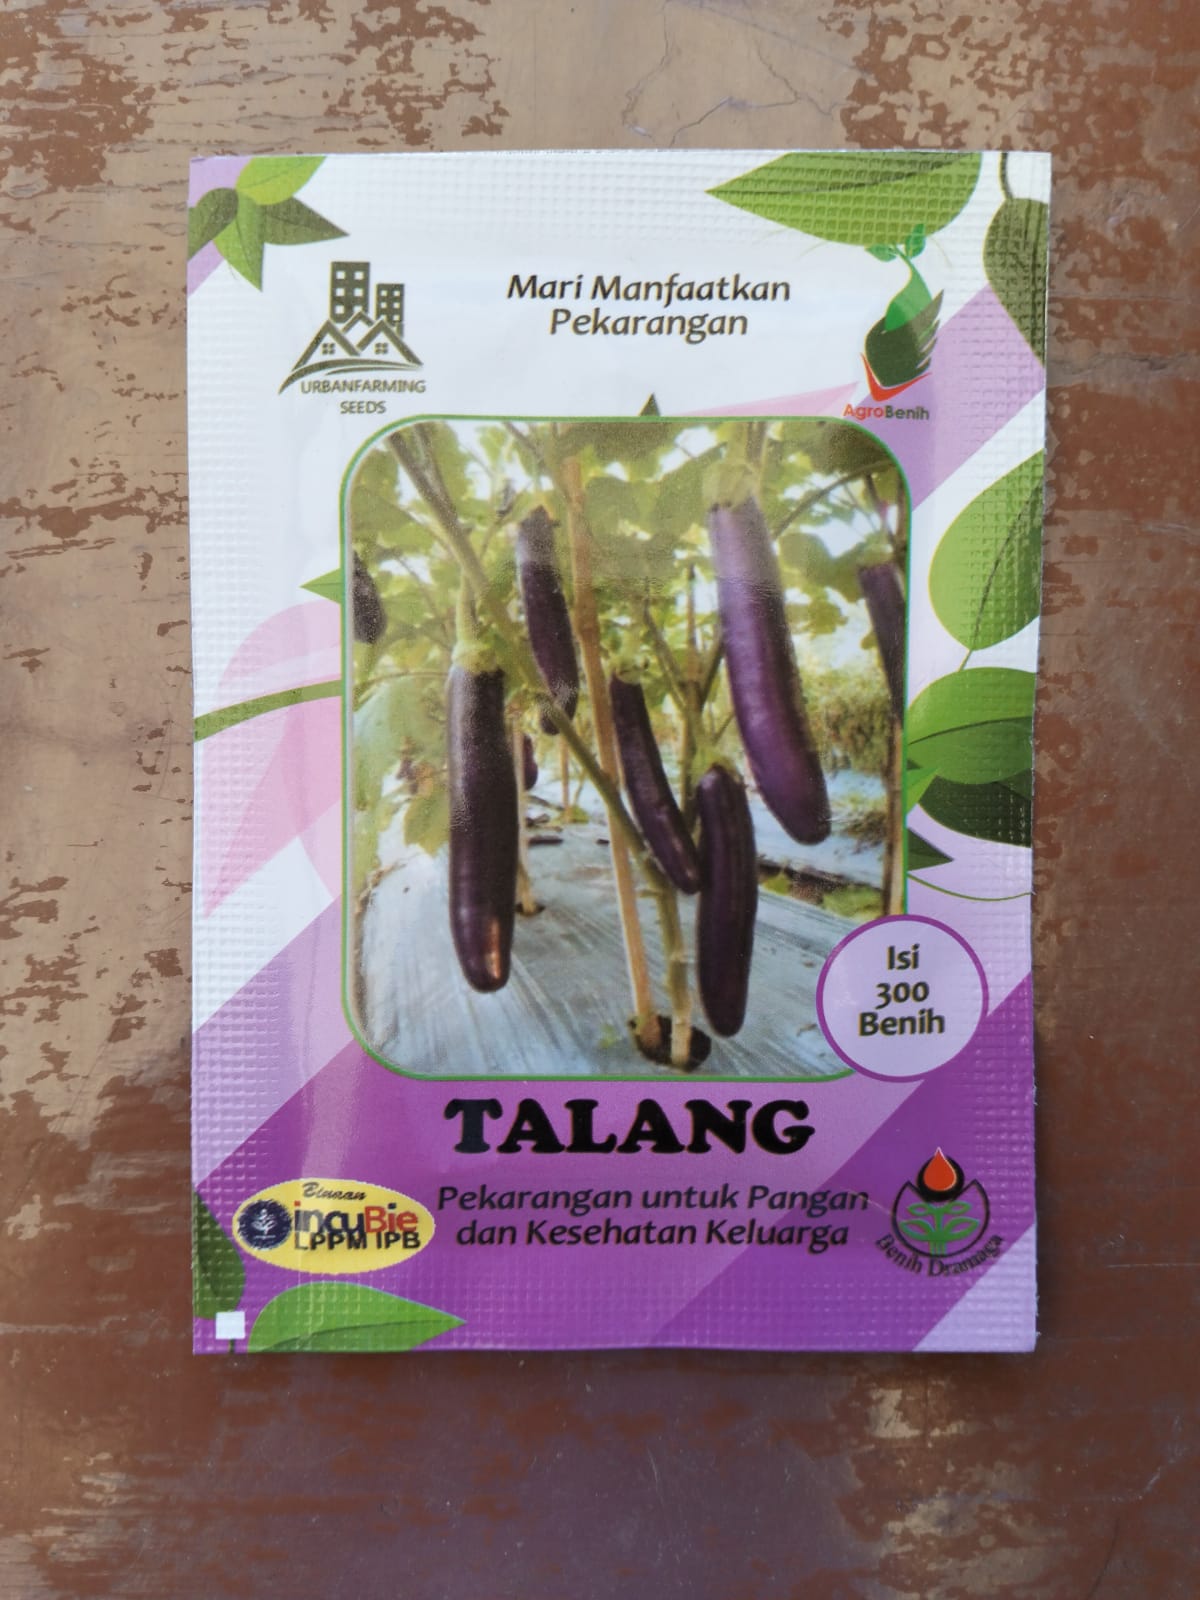 Mari Manfaatkan
Pekarangan
URBANFARMING
SEEDS
AgroBenih
Isi
300
Benih
TALANG
Binaan
incuBie
LPPM IPB
Pekarangan untuk Pangan
dan Kesehatan Keluarga
Benih Dramaga